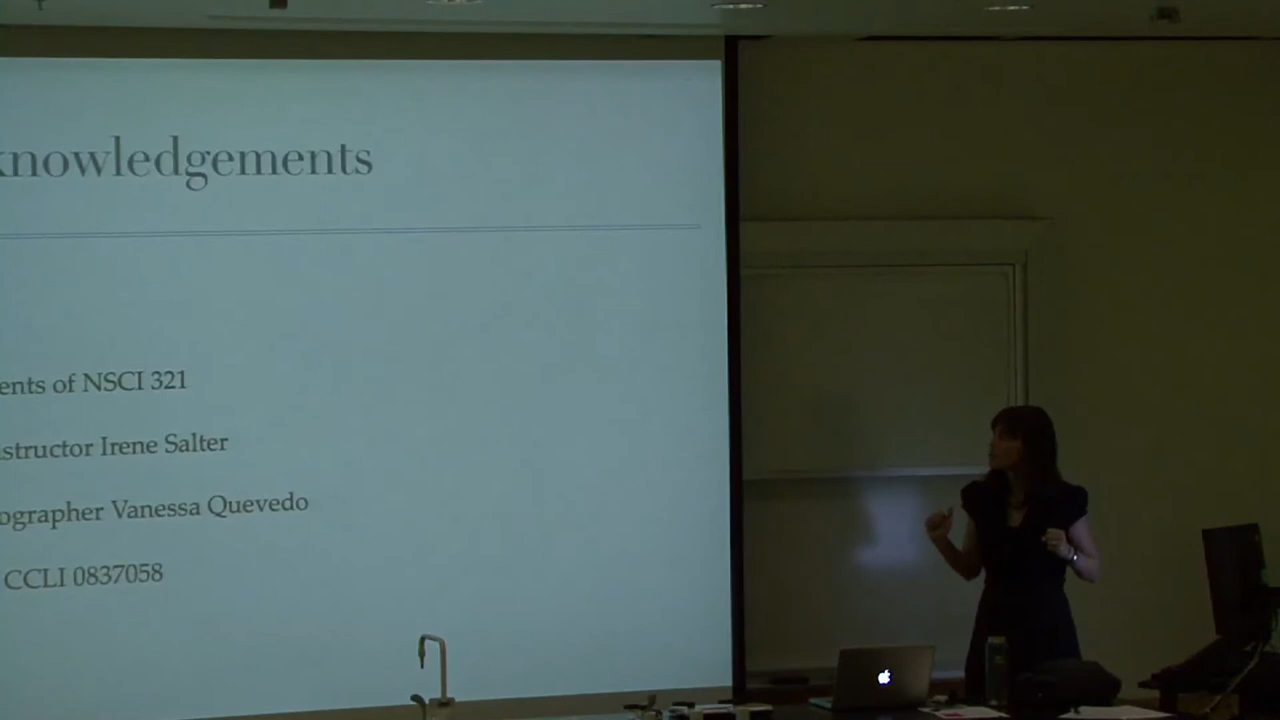 knowledgements
ents of NSCI 321
structor Irene Salter
ographer Vanessa Quevedo
CCLI 0837058